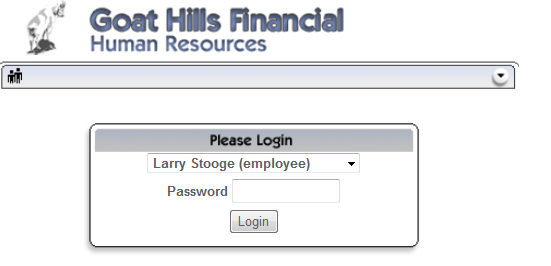 Goat Hills Financial
Human Resources
Please Login
Larry Stooge (employee)
Password
Login